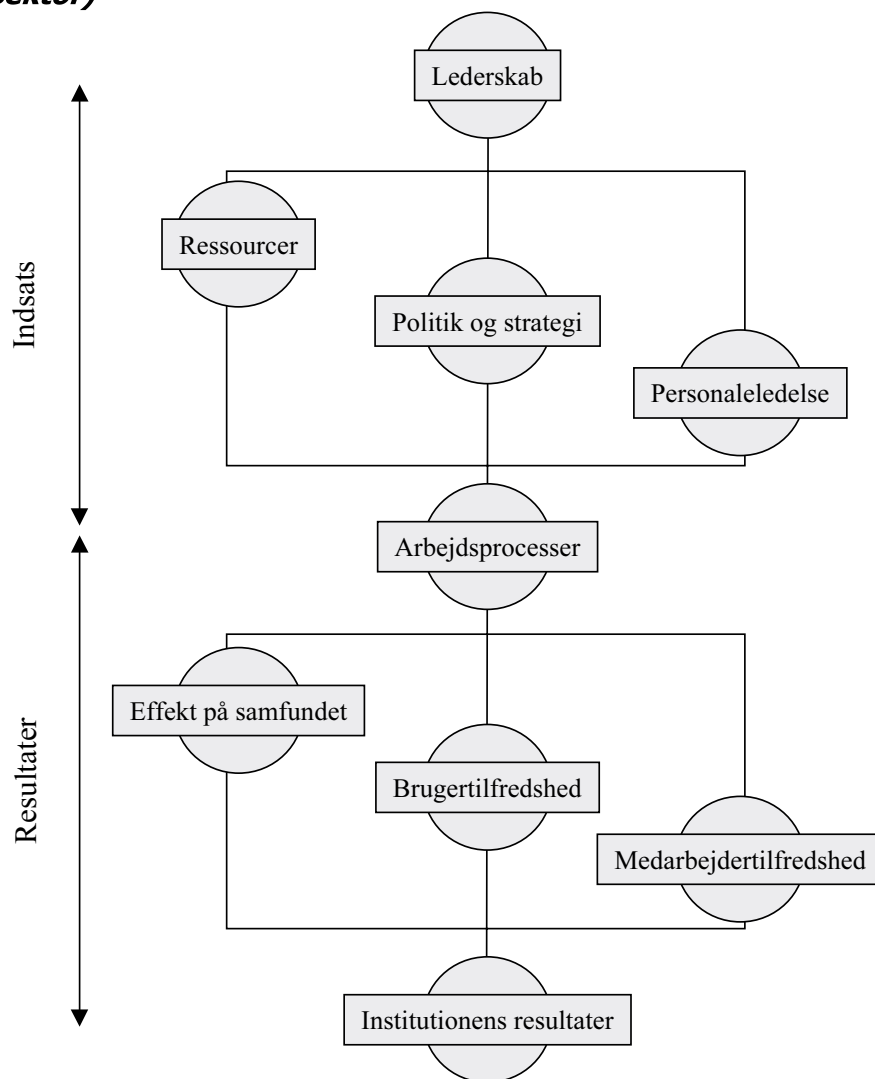 Lederskab
Ressourcer
Politik og strategi
Personaleledelse
Indsats
Arbejdsprocesser
Effekt på samfundet
Brugertilfredshed
Medarbejdertilfredshed
Resultater
Institutionens resultater